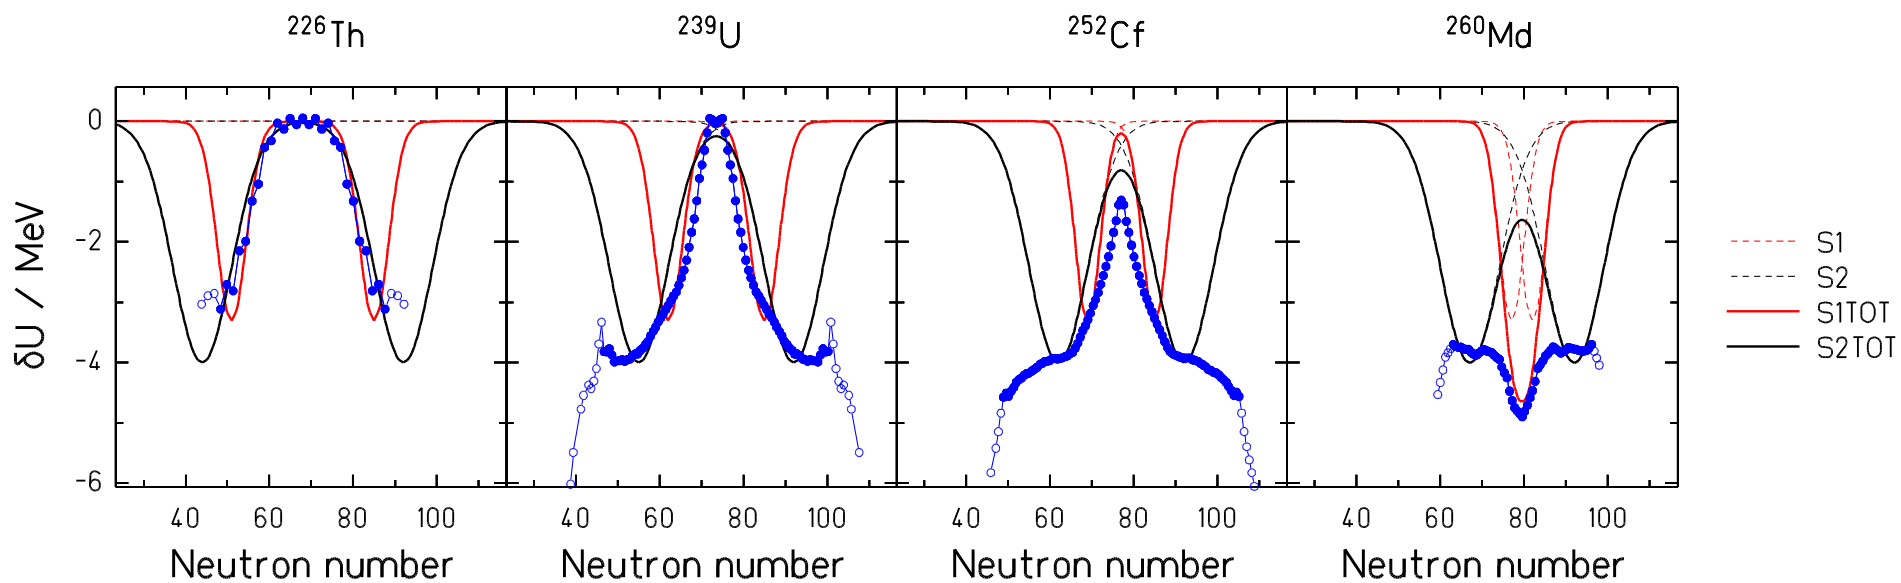 ²²⁶Th ²³⁹U ²⁵²Cf ²⁶⁰Md
δU / MeV
0
-2
-4
-6
S1
S2
S1TOT
S2TOT
40 60 80 100 40 60 80 100 40 60 80 100 40 60 80 100
Neutron number Neutron number Neutron number Neutron number